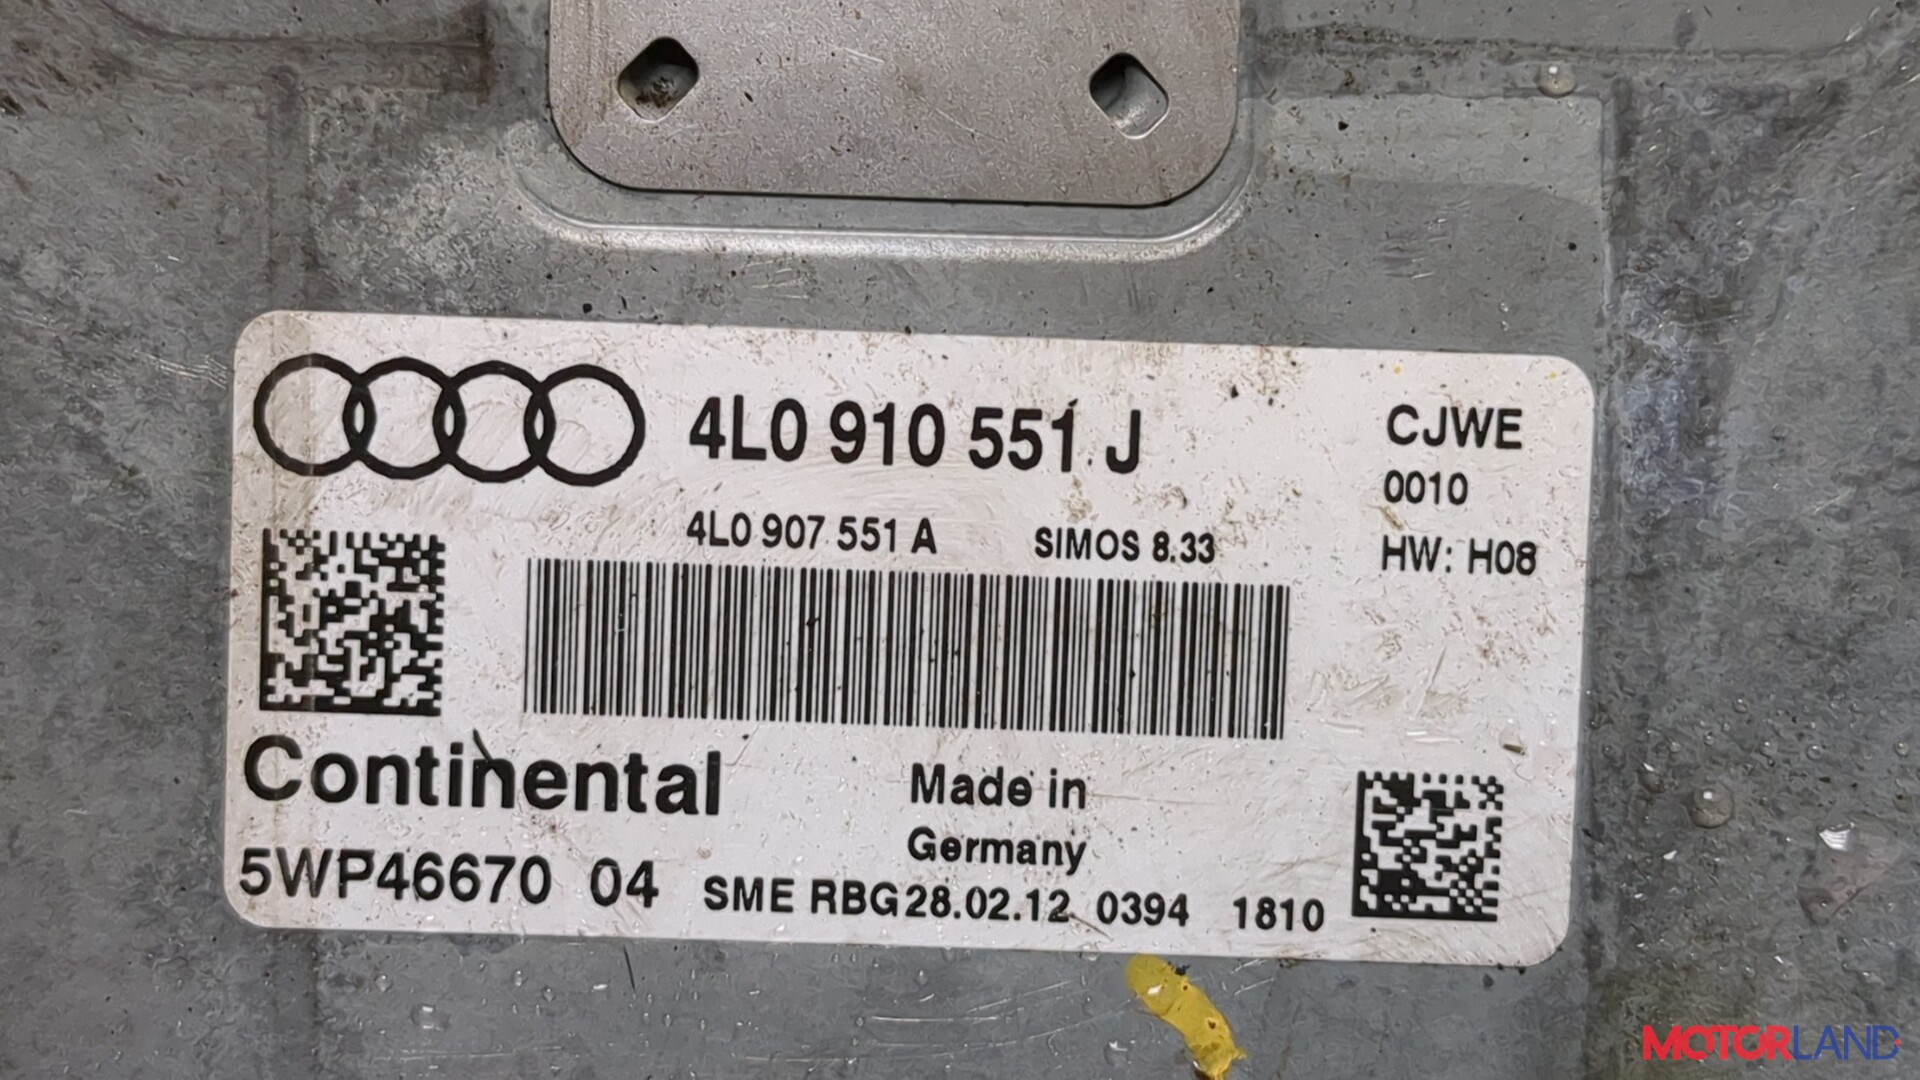 4L0 910 551 J
CJWE
0010
4L0 907 551 A
SIMOS 8.33
HW: H08
Continental
Made in
Germany
5WP46670 04
SME RBG28.02.12 0394 1810
MOTORLAND